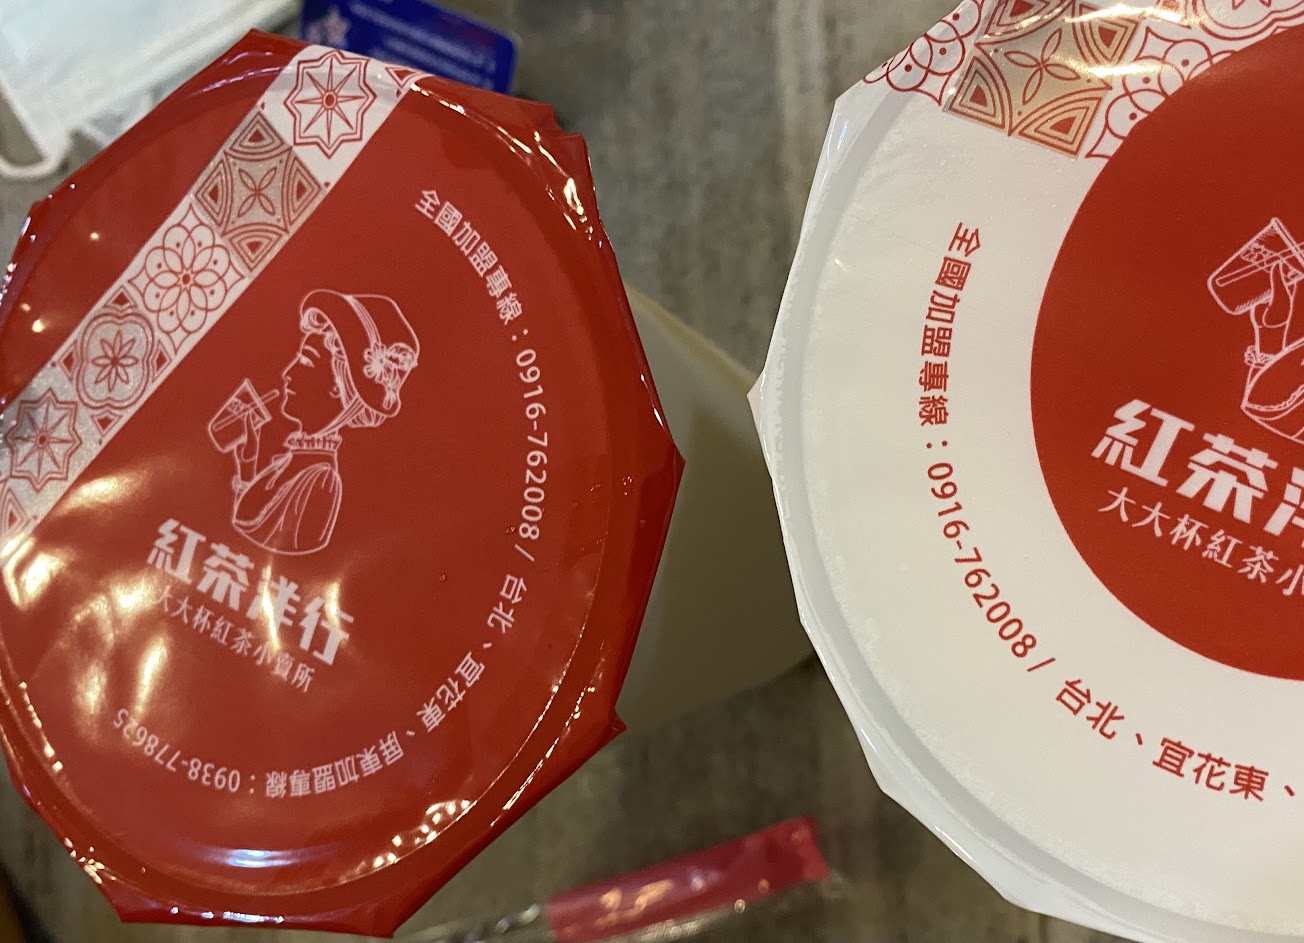 全國加盟專線：0916-762008 / 台北、宜花東、屏東加盟專線：0938-778625
紅茶洋行
大大杯紅茶小賣所
全國加盟專線：0916-762008 / 台北、宜花東、
紅茶洋
大大杯紅茶小